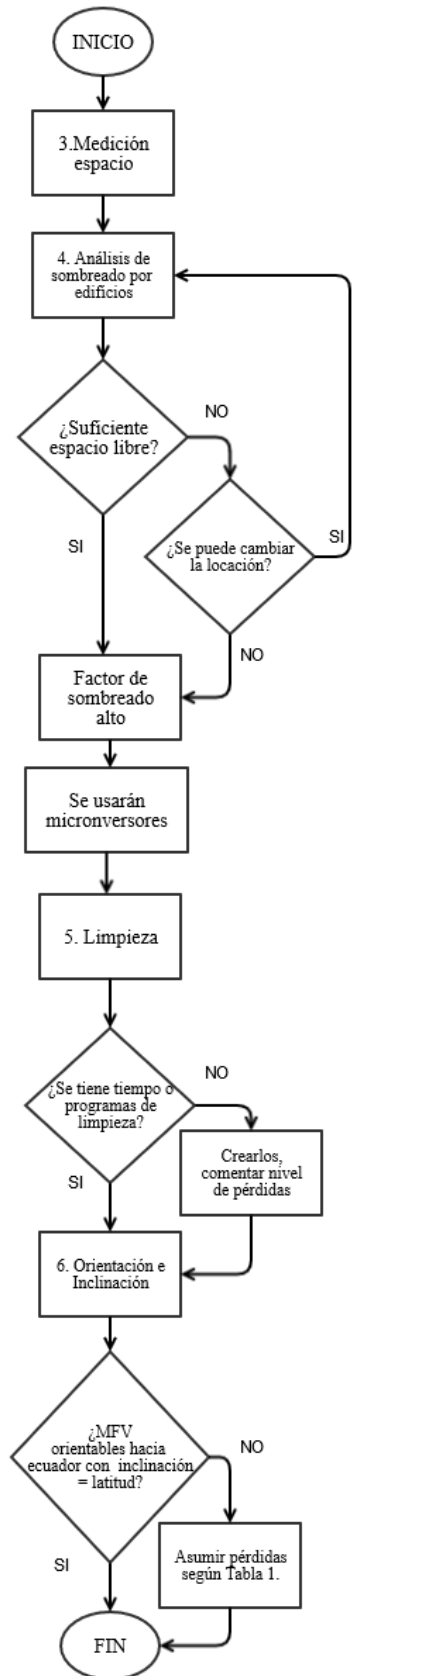 INICIO
3.Medición
espacio
4. Análisis de
sombreado por
edificios
¿Suficiente
espacio libre?
NO
SI
¿Se puede cambiar
la locación?
SI
NO
Factor de
sombreado
alto
Se usarán
micronversores
5. Limpieza
¿Se tiene tiempo o
programas de
limpieza?
NO
SI
Crearlos,
comentar nivel
de pérdidas
6. Orientación e
Inclinación
¿MFV
orientables hacia
ecuador con inclinación
= latitud?
NO
SI
Asumir pérdidas
según Tabla 1.
FIN